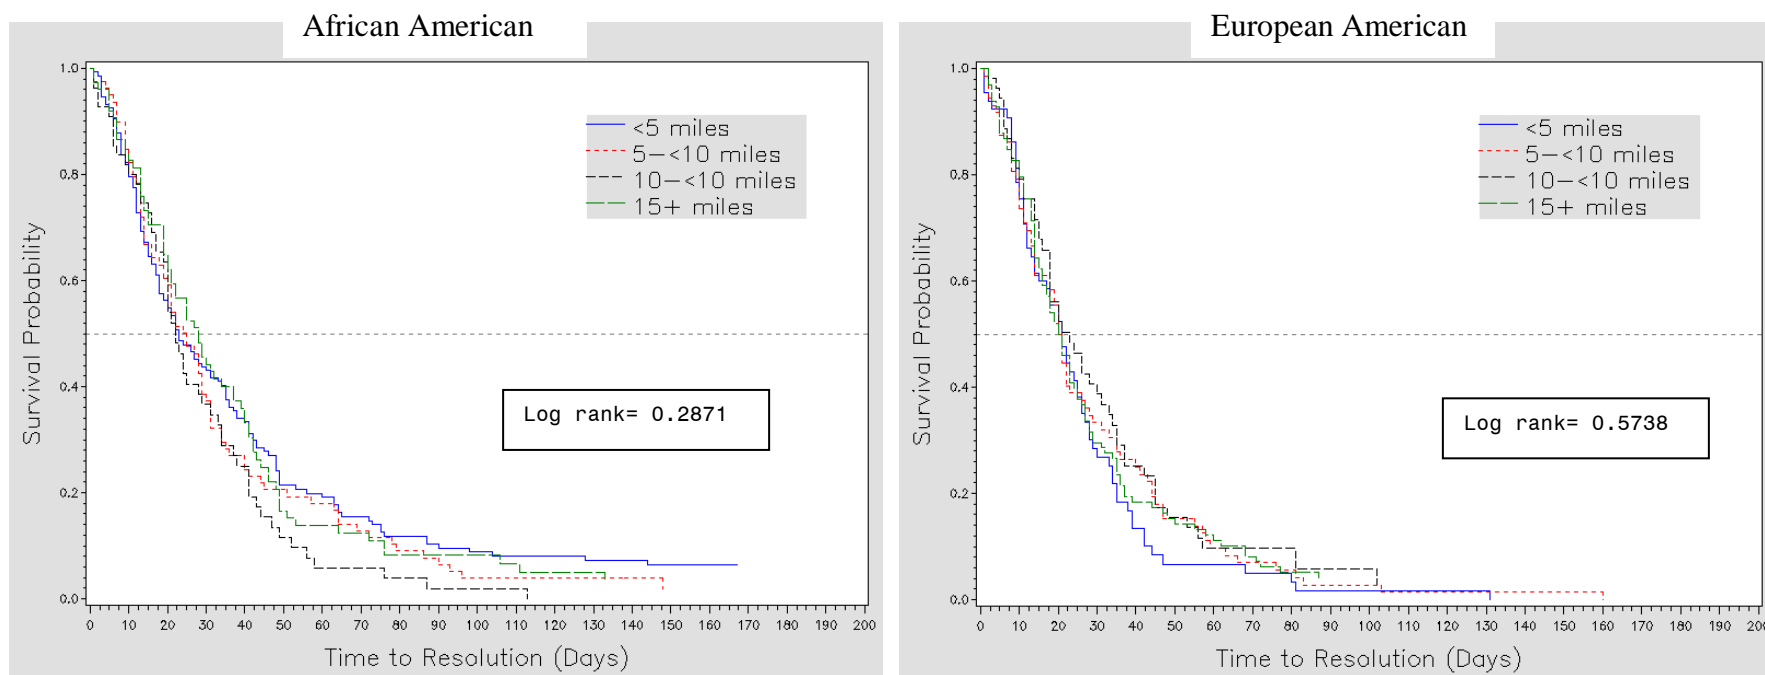 African American
1.0
0.8
0.6
0.4
0.2
0.0
Survival Probability
<5 miles
5-<10 miles
10-<10 miles
15+ miles
Log rank= 0.2871
0 10 20 30 40 50 60 70 80 90 100 110 120 130 140 150 160 170 180 190 200
Time to Resolution (Days)
European American
1.0
0.8
0.6
0.4
0.2
0.0
Survival Probability
<5 miles
5-<10 miles
10-<10 miles
15+ miles
Log rank= 0.5738
0 10 20 30 40 50 60 70 80 90 100 110 120 130 140 150 160 170 180 190 200
Time to Resolution (Days)